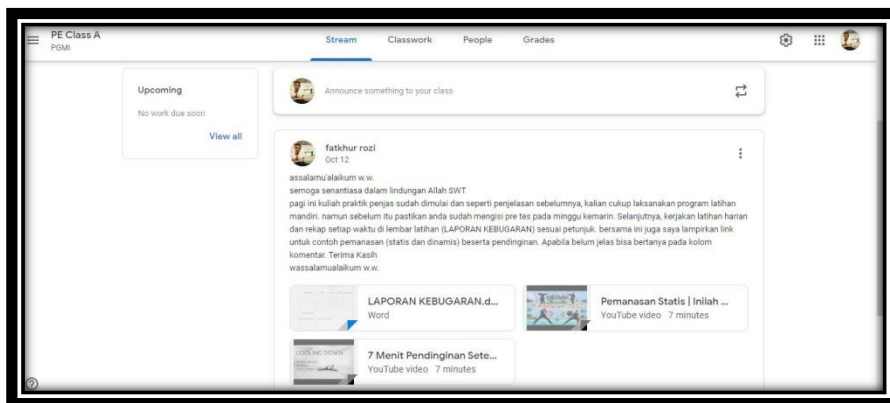 PE Class A
PGMI
Stream Classwork People Grades
Upcoming
No work due soon
View all
Announce something to your class
fatkhur rozi
Oct 12
assalamu'alaikum w.w.
semoga senantiasa dalam lindungan Allah SWT
pagi ini kuliah praktik penjas sudah dimulai dan seperti penjelasan sebelumnya, kalian cukup laksanakan program latihan
mandiri. namun sebelum itu pastikan anda sudah mengisi pre tes pada minggu kemarin. Selanjutnya, kerjakan latihan harian
dan rekap setiap waktu di lembar latihan (LAPORAN KEBUGARAN) sesuai petunjuk. bersama ini juga saya lampirkan link
untuk contoh pemanasan (statis dan dinamis) beserta pendinginan. Apabila belum jelas bisa bertanya pada kolom
komentar. Terima Kasih
wassalamualaikum w.w.
LAPORAN KEBUGARAN.d...
Word
Pemanasan Statis | Inilah ...
YouTube video 7 minutes
COOLING DOWN
7 Menit Pendinginan Sete...
YouTube video 7 minutes